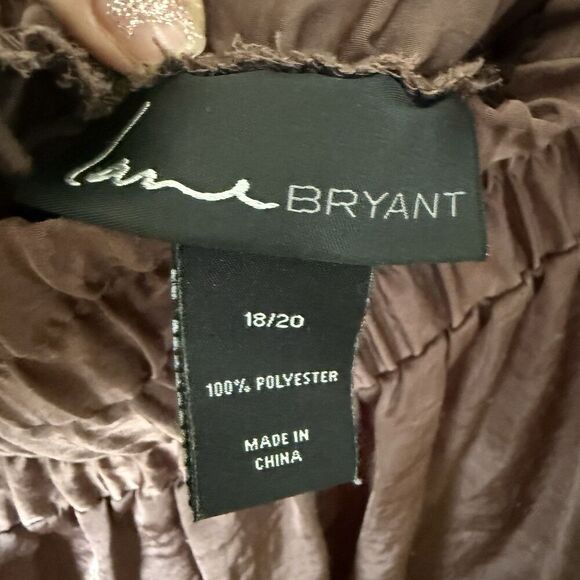 Lane BRYANT
18/20
100% POLYESTER
MADE IN
CHINA